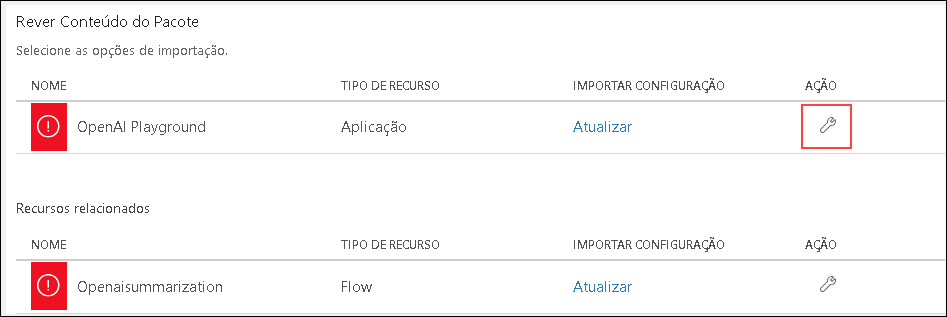 Rever Conteúdo do Pacote
Selecione as opções de importação.
NOME TIPO DE RECURSO IMPORTAR CONFIGURAÇÃO AÇÃO
OpenAI Playground Aplicação Atualizar
Recursos relacionados
NOME TIPO DE RECURSO IMPORTAR CONFIGURAÇÃO AÇÃO
Openaisummarization Flow Atualizar